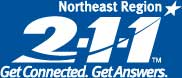 Northeast Region
2-1-1
Get Connected. Get Answers.